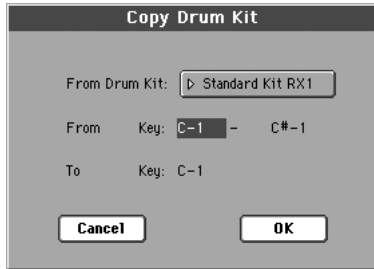 Copy Drum Kit
From Drum Kit: Standard Kit RX1
From Key: C-1 - C#-1
To Key: C-1
Cancel OK